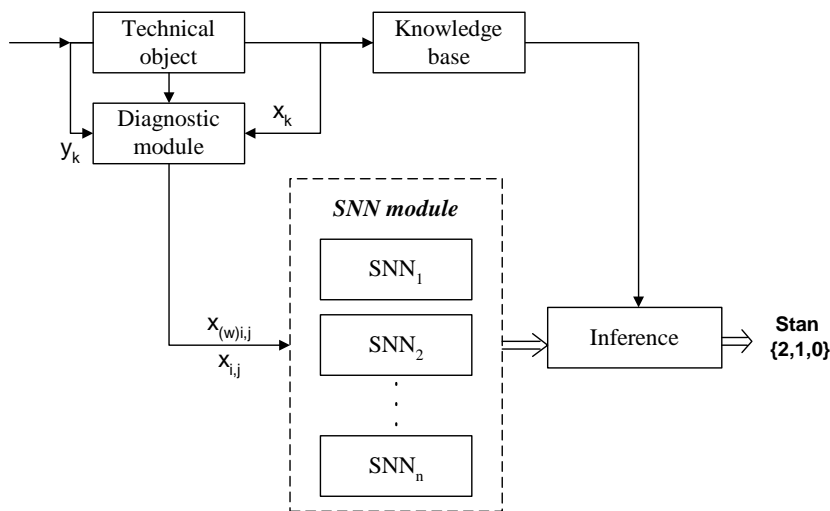 Technical
object
Knowledge
base
Diagnostic
module
x_k
y_k
SNN module
SNN_1
x_(w)i,j
x_i,j
SNN_2
SNN_n
Inference
Stan
{2,1,0}